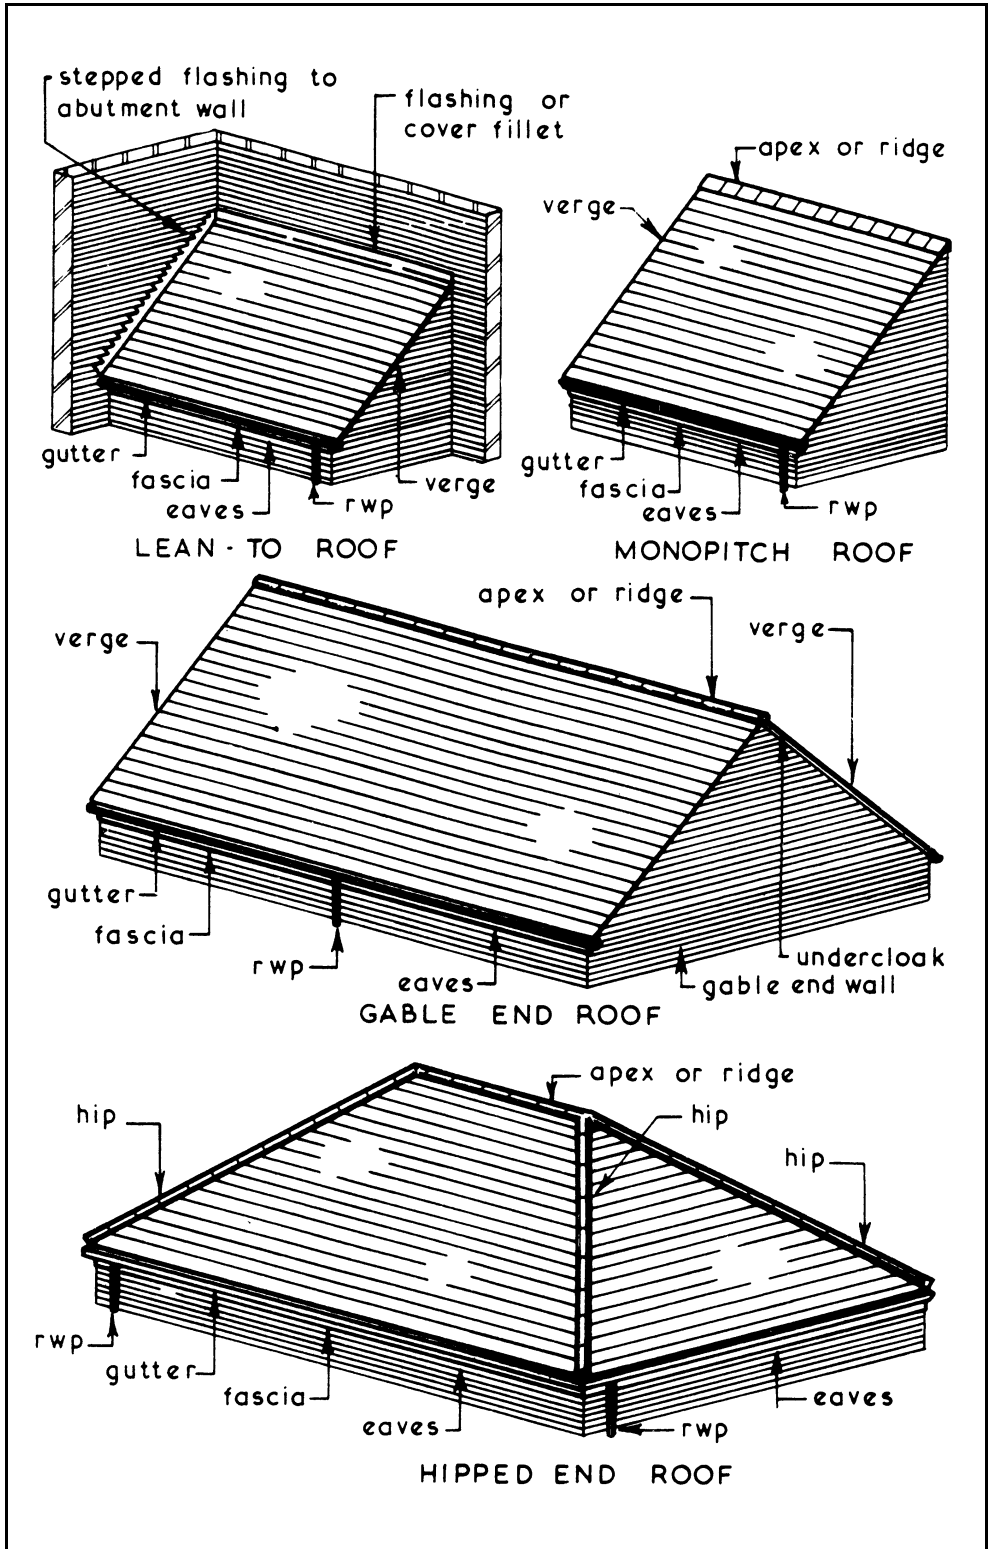 stepped flashing to
abutment wall
flashing or
cover fillet
gutter
fascia
eaves
rwp
verge
LEAN - TO ROOF
apex or ridge
verge
gutter
fascia
eaves
rwp
MONOPITCH ROOF
apex or ridge
verge
verge
gutter
fascia
rwp
eaves
undercloak
gable end wall
GABLE END ROOF
apex or ridge
hip
hip
hip
rwp
gutter
fascia
eaves
eaves
rwp
HIPPED END ROOF